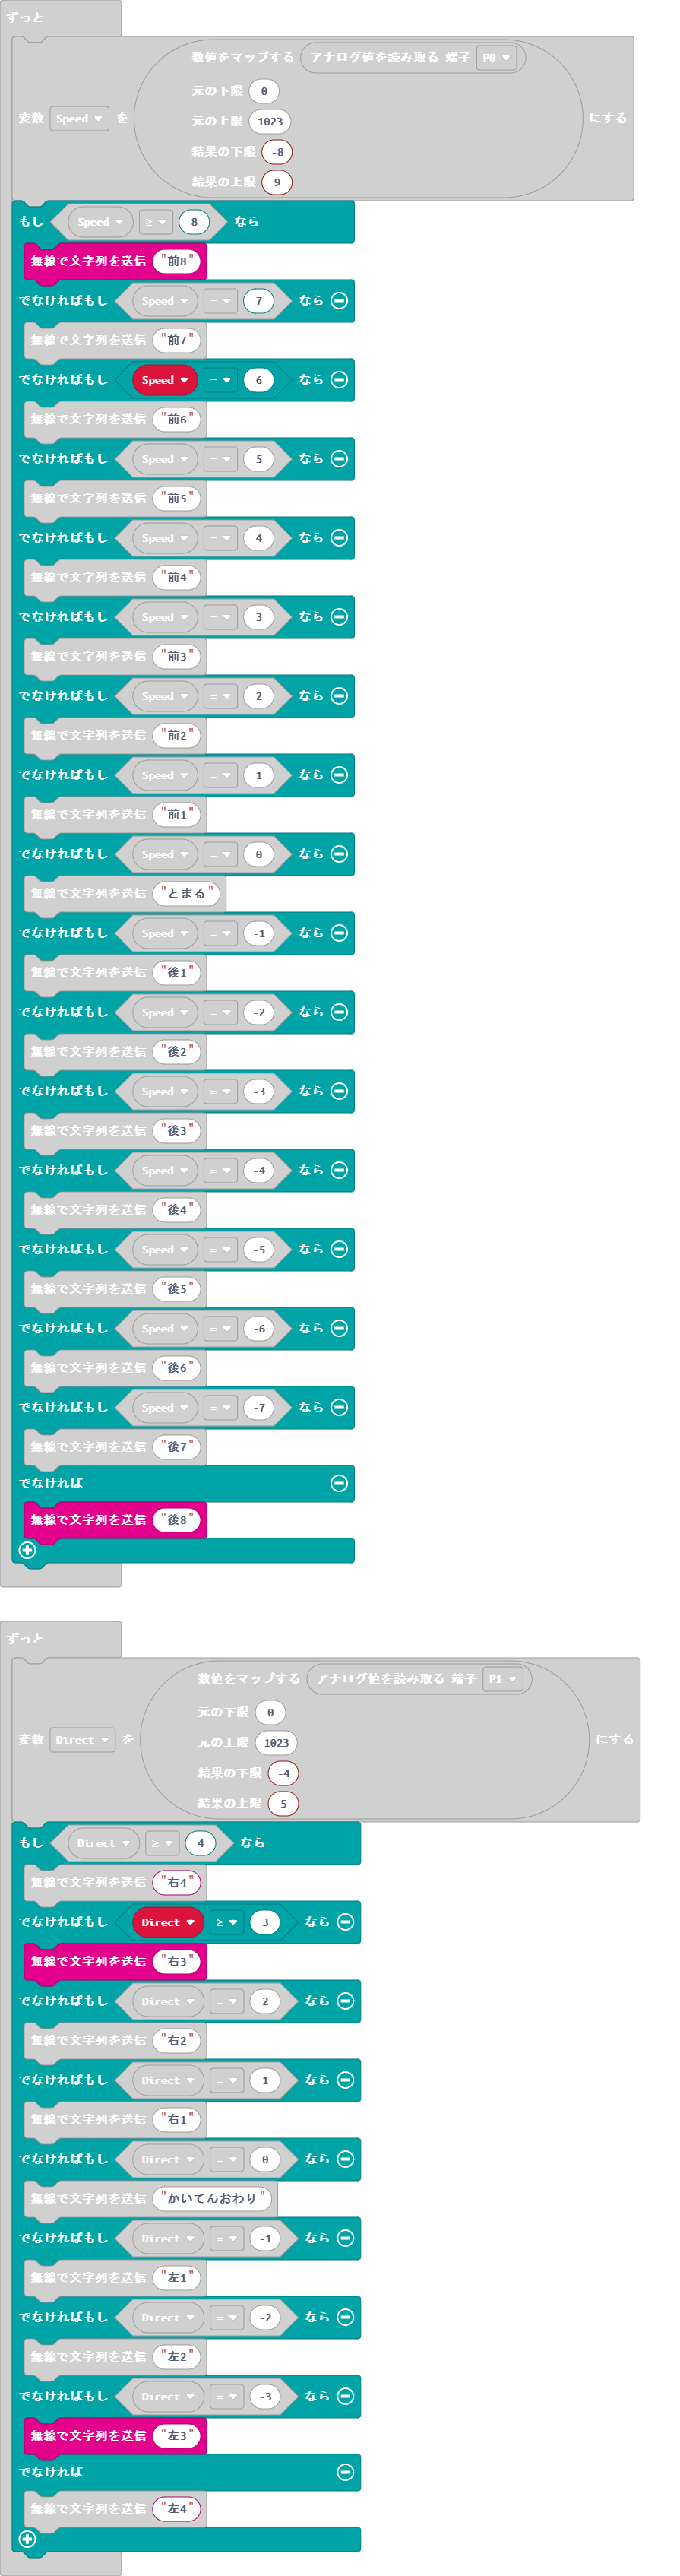 ずっと
数値をマップする アナログ値を読み取る 端子 P0
元の下限 0
元の上限 1023
変数 Speed を にする
結果の下限 -8
結果の上限 9
もし Speed ≥ 8 なら
無線で文字列を送信 "前8"
でなければもし Speed = 7 なら
無線で文字列を送信 "前7"
でなければもし Speed = 6 なら
無線で文字列を送信 "前6"
でなければもし Speed = 5 なら
無線で文字列を送信 "前5"
でなければもし Speed = 4 なら
無線で文字列を送信 "前4"
でなければもし Speed = 3 なら
無線で文字列を送信 "前3"
でなければもし Speed = 2 なら
無線で文字列を送信 "前2"
でなければもし Speed = 1 なら
無線で文字列を送信 "前1"
でなければもし Speed = 0 なら
無線で文字列を送信 "とまる"
でなければもし Speed = -1 なら
無線で文字列を送信 "後1"
でなければもし Speed = -2 なら
無線で文字列を送信 "後2"
でなければもし Speed = -3 なら
無線で文字列を送信 "後3"
でなければもし Speed = -4 なら
無線で文字列を送信 "後4"
でなければもし Speed = -5 なら
無線で文字列を送信 "後5"
でなければもし Speed = -6 なら
無線で文字列を送信 "後6"
でなければもし Speed = -7 なら
無線で文字列を送信 "後7"
でなければ
無線で文字列を送信 "後8"
ずっと
数値をマップする アナログ値を読み取る 端子 P1
元の下限 0
元の上限 1023
変数 Direct を にする
結果の下限 -4
結果の上限 5
もし Direct ≥ 4 なら
無線で文字列を送信 "右4"
でなければもし Direct ≥ 3 なら
無線で文字列を送信 "右3"
でなければもし Direct = 2 なら
無線で文字列を送信 "右2"
でなければもし Direct = 1 なら
無線で文字列を送信 "右1"
でなければもし Direct = 0 なら
無線で文字列を送信 "かいてんおわり"
でなければもし Direct = -1 なら
無線で文字列を送信 "左1"
でなければもし Direct = -2 なら
無線で文字列を送信 "左2"
でなければもし Direct = -3 なら
無線で文字列を送信 "左3"
でなければ
無線で文字列を送信 "左4"